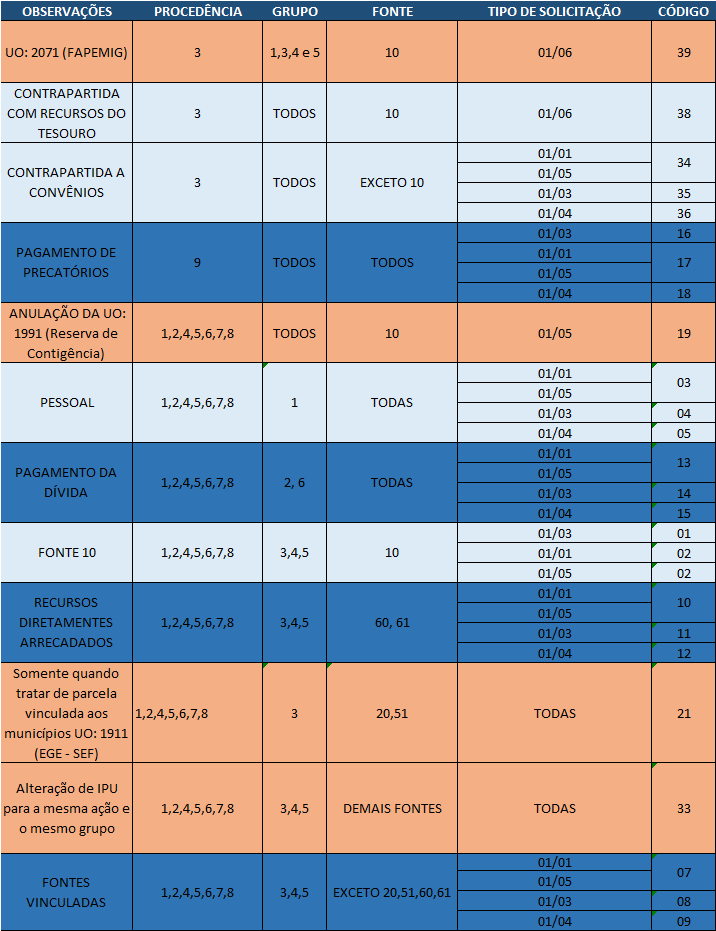 OBSERVAÇÕES PROCEDÊNCIA GRUPO FONTE TIPO DE SOLICITAÇÃO CÓDIGO
UO: 2071 (FAPEMIG) 3 1,3,4 e 5 10 01/06 39
CONTRAPARTIDA
COM RECURSOS DO
TESOURO
3 TODOS 10 01/06 38
CONTRAPARTIDA A
CONVÊNIOS
3 TODOS EXCETO 10
01/01
01/05
34
01/03 35
01/04 36
PAGAMENTO DE
PRECATÓRIOS
9 TODOS TODOS
01/03 16
01/01
01/05
17
01/04 18
ANULAÇÃO DA UO:
1991 (Reserva de
Contigência)
1,2,4,5,6,7,8 TODOS 10 01/05 19
PESSOAL 1,2,4,5,6,7,8 1 TODAS
01/01
01/05
03
01/03 04
01/04 05
PAGAMENTO DA
DÍVIDA
1,2,4,5,6,7,8 2, 6 TODAS
01/01
01/05
13
01/03 14
01/04 15
FONTE 10 1,2,4,5,6,7,8 3,4,5 10
01/03 01
01/01 02
01/05 02
RECURSOS
DIRETAMENTES
ARRECADADOS
1,2,4,5,6,7,8 3,4,5 60, 61
01/01
01/05
10
01/03 11
01/04 12
Somente quando
tratar de parcela
vinculada aos
municípios UO: 1911
(EGE - SEF)
1,2,4,5,6,7,8 3 20,51 TODAS 21
Alteração de IPU
para a mesma ação e
o mesmo grupo
1,2,4,5,6,7,8 3,4,5 DEMAIS FONTES TODAS 33
FONTES
VINCULADAS
1,2,4,5,6,7,8 3,4,5 EXCETO 20,51,60,61
01/01
01/05
07
01/03 08
01/04 09